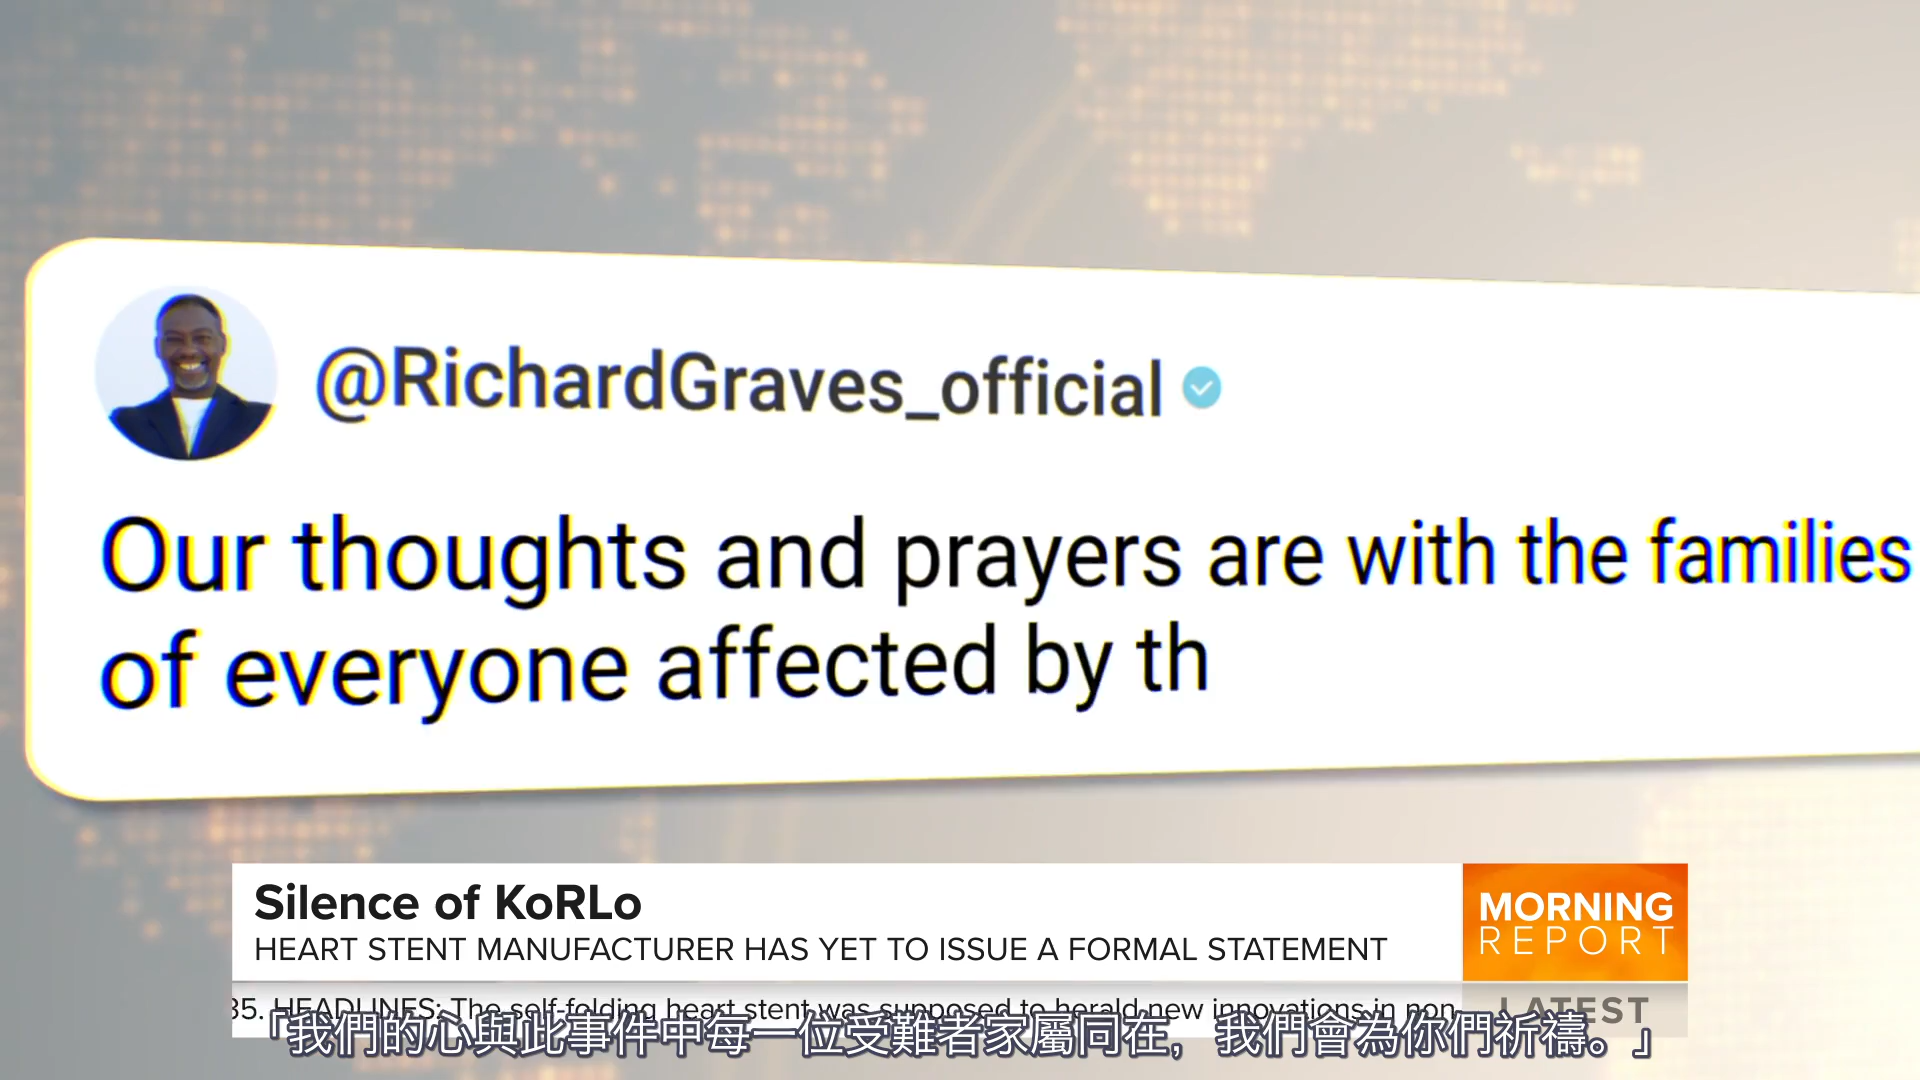 @RichardGraves_official
Our thoughts and prayers are with the families
of everyone affected by th
Silence of KoRLo
HEART STENT MANUFACTURER HAS YET TO ISSUE A FORMAL STATEMENT
MORNING
REPORT
35. HEADLINES: The self-folding heart stent was supposed to herald new innovations in non
LATEST
「我們的心與此事件中每一位受難者家屬同在，我們會為你們祈禱。」